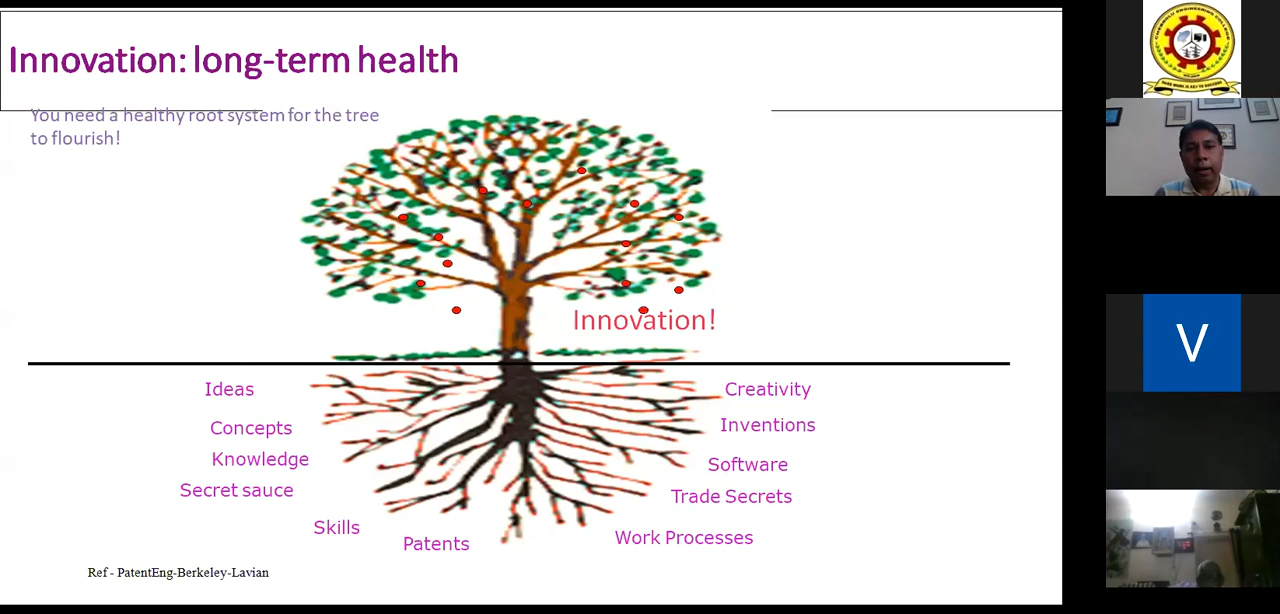 Innovation: long-term health
You need a healthy root system for the tree
to flourish!
Innovation!
Ideas
Concepts
Knowledge
Secret sauce
Skills
Patents
Creativity
Inventions
Software
Trade Secrets
Work Processes
Ref - PatentEng-Berkeley-Lavian
V